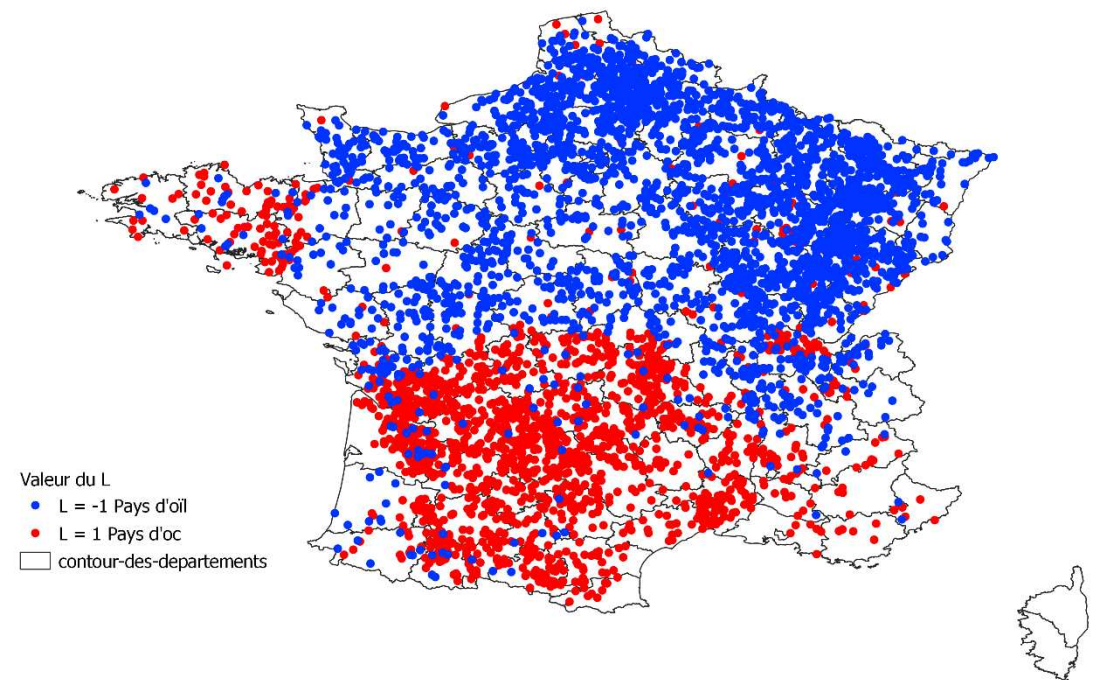 Valeur du L
L = -1 Pays d'oïl
L = 1 Pays d'oc
contour-des-departements